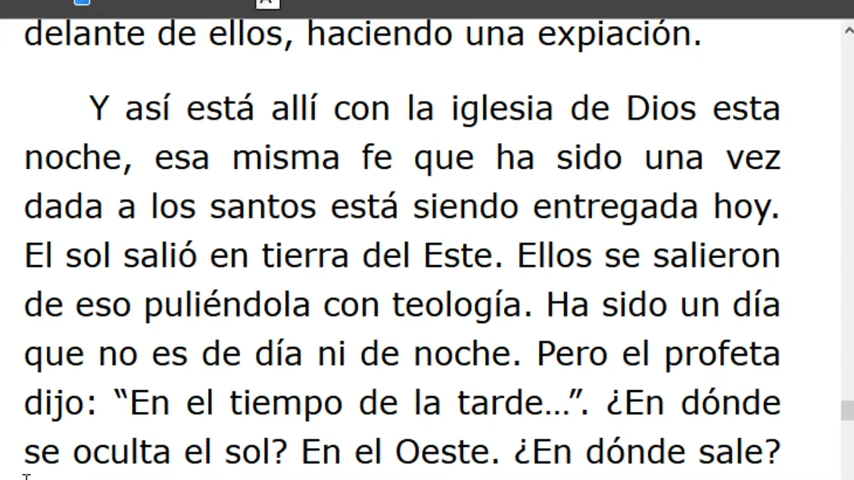 delante de ellos, haciendo una expiación.
Y así está allí con la iglesia de Dios esta
noche, esa misma fe que ha sido una vez
dada a los santos está siendo entregada hoy.
El sol salió en tierra del Este. Ellos se salieron
de eso puliéndola con teología. Ha sido un día
que no es de día ni de noche. Pero el profeta
dijo: “En el tiempo de la tarde…”. ¿En dónde
se oculta el sol? En el Oeste. ¿En dónde sale?